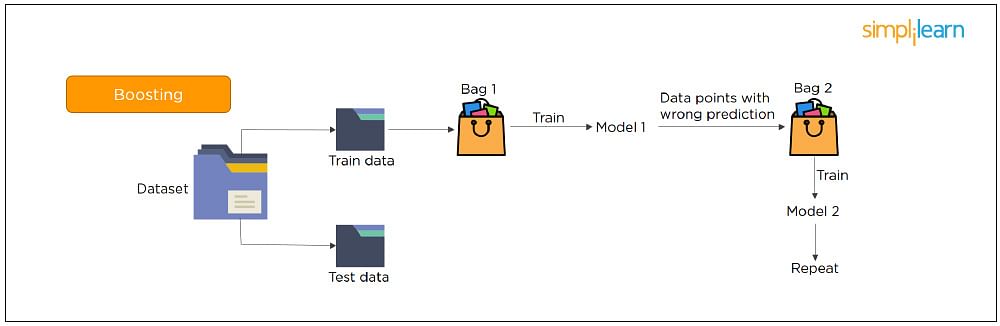 simplilearn
Boosting
Bag 1
Bag 2
Data points with
wrong prediction
Train
Model 1
Train data
Train
Dataset
Model 2
Test data
Repeat